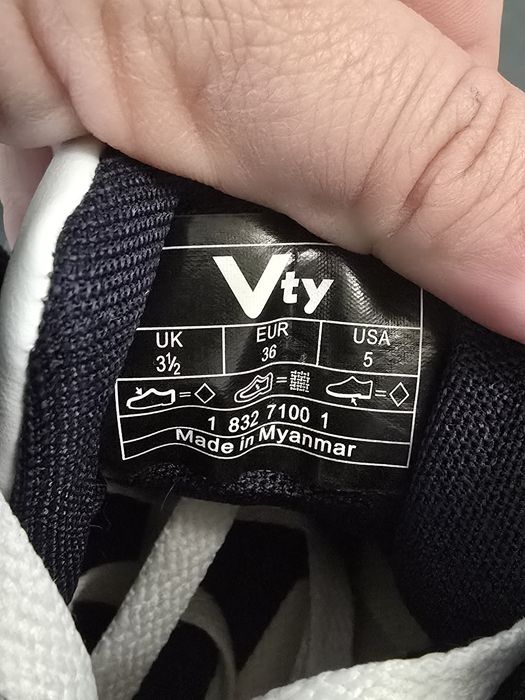 Vty
UK EUR USA
3½ 36 5
= = =
1 832 7100 1
Made in Myanmar